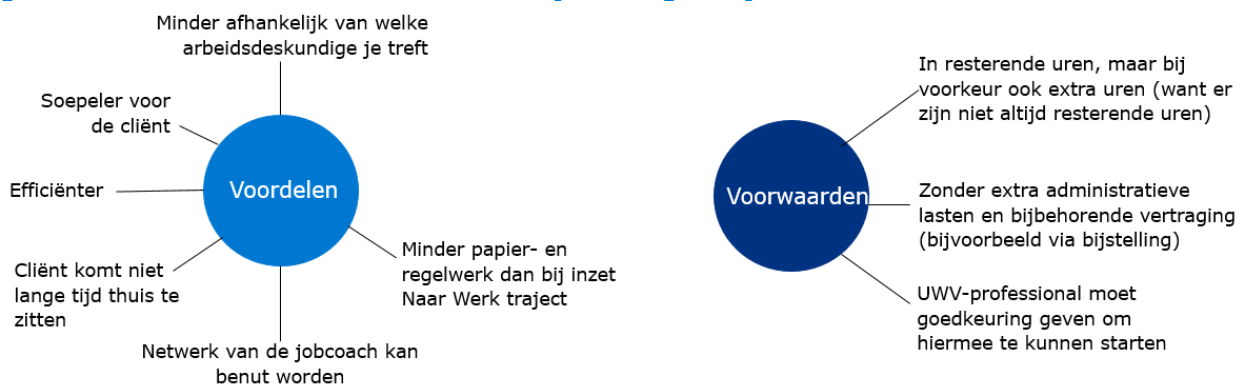 Minder afhankelijk van welke
arbeidsdeskundige je treft
Soepeler voor
de cliënt
Efficiënter
Voordelen
Cliënt komt niet
lange tijd thuis te
zitten
Minder papier- en
regelwerk dan bij inzet
Naar Werk traject
Netwerk van de jobcoach kan
benut worden
In resterende uren, maar bij
voorkeur ook extra uren (want er
zijn niet altijd resterende uren)
Voorwaarden
Zonder extra administratieve
lasten en bijbehorende vertraging
(bijvoorbeeld via bijstelling)
UWV-professional moet
goedkeuring geven om
hiermee te kunnen starten